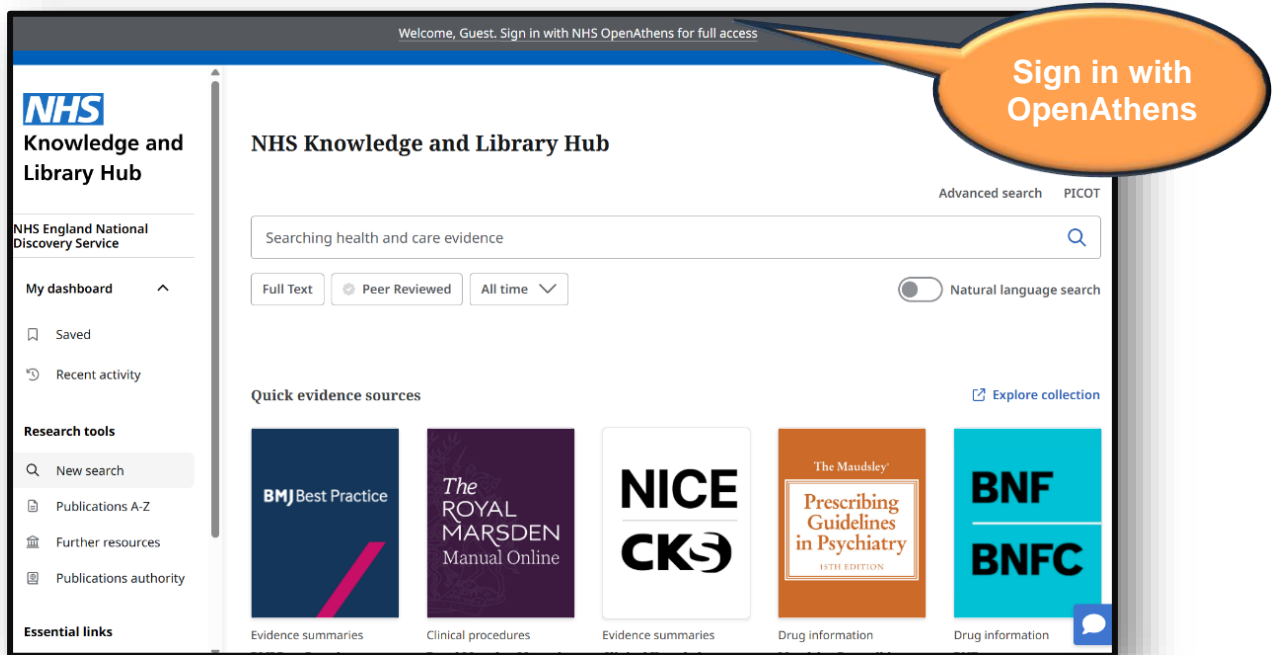 Welcome, Guest. Sign in with NHS OpenAthens for full access
Sign in with
OpenAthens
NHS
Knowledge and
Library Hub
NHS England National
Discovery Service
My dashboard
Saved
Recent activity
Research tools
New search
Publications A-Z
Further resources
Publications authority
Essential links
NHS Knowledge and Library Hub
Advanced search PICOT
Searching health and care evidence
Full Text Peer Reviewed All time Natural language search
Quick evidence sources Explore collection
BMJ Best Practice
The
ROYAL
MARSDEN
Manual Online
NICE
CKS
The Maudsley
Prescribing
Guidelines
in Psychiatry
15TH EDITION
BNF
BNFC
Evidence summaries
Clinical procedures
Evidence summaries
Drug information
Drug information